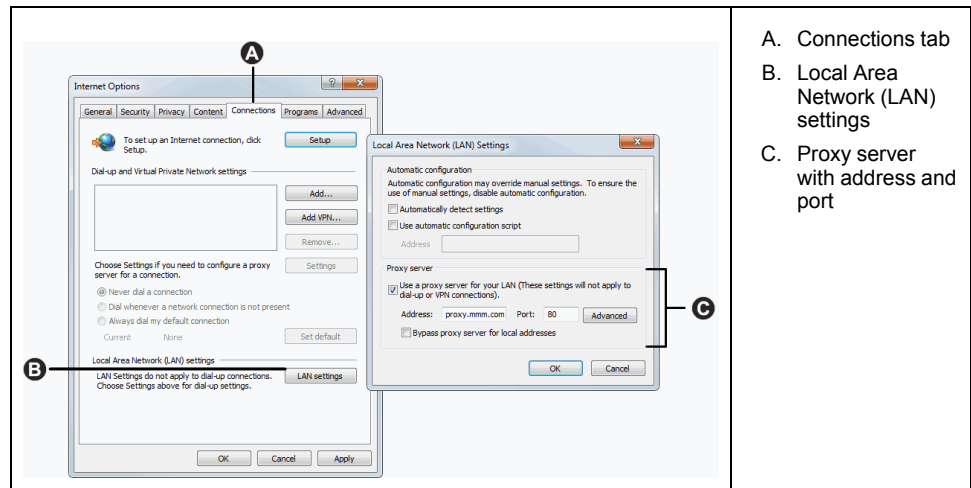 A
Internet Options
General Security Privacy Content Connections Programs Advanced
To set up an Internet connection, click
Setup.
Setup
Dial-up and Virtual Private Network settings
Add...
Add VPN...
Remove...
Choose Settings if you need to configure a proxy
server for a connection.
Settings
Never dial a connection
Dial whenever a network connection is not present
Always dial my default connection
Current None
Set default
B
Local Area Network (LAN) settings
LAN Settings do not apply to dial-up connections.
Choose Settings above for dial-up settings.
LAN settings
OK Cancel Apply
Local Area Network (LAN) Settings
Automatic configuration
Automatic configuration may override manual settings. To ensure the
use of manual settings, disable automatic configuration.
Automatically detect settings
Use automatic configuration script
Address
Proxy server
Use a proxy server for your LAN (These settings will not apply to
dial-up or VPN connections).
Address: proxy.mmm.com Port: 80 Advanced
Bypass proxy server for local addresses
OK Cancel
C
A. Connections tab
B. Local Area
Network (LAN)
settings
C. Proxy server
with address and
port